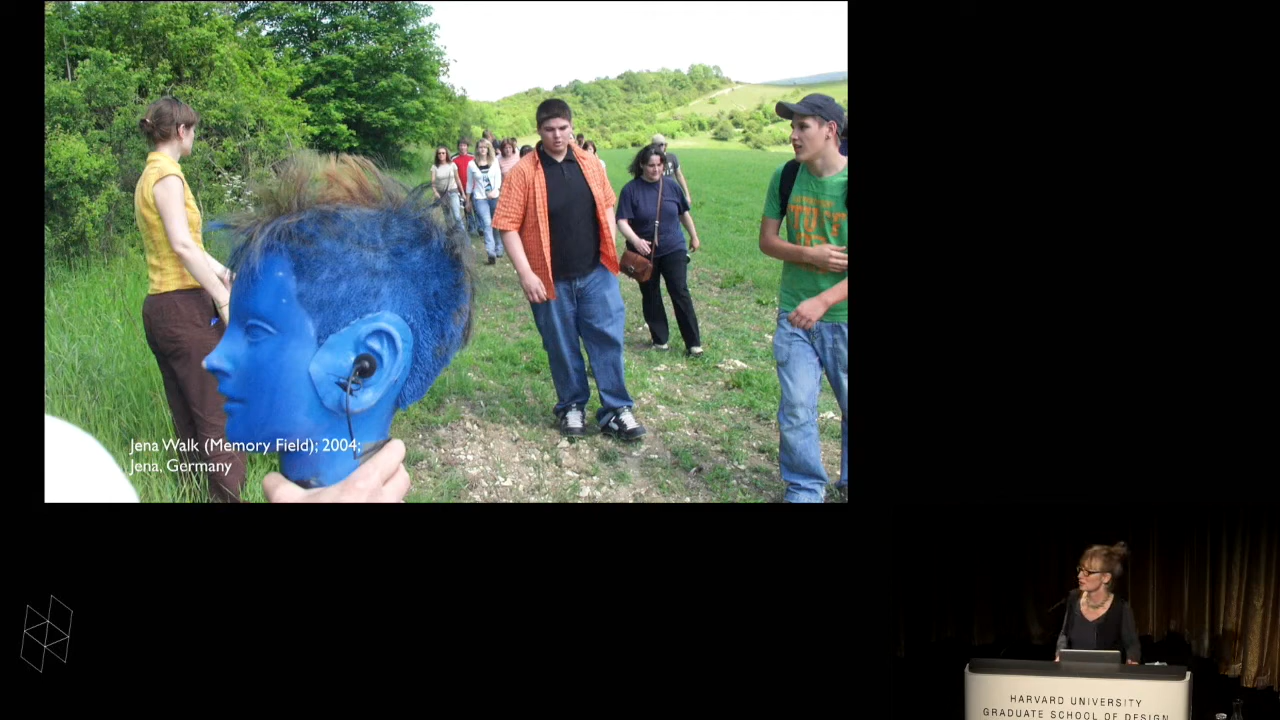 Jena Walk (Memory Field); 2004;
Jena, Germany
HARVARD UNIVERSITY
GRADUATE SCHOOL OF DESIGN